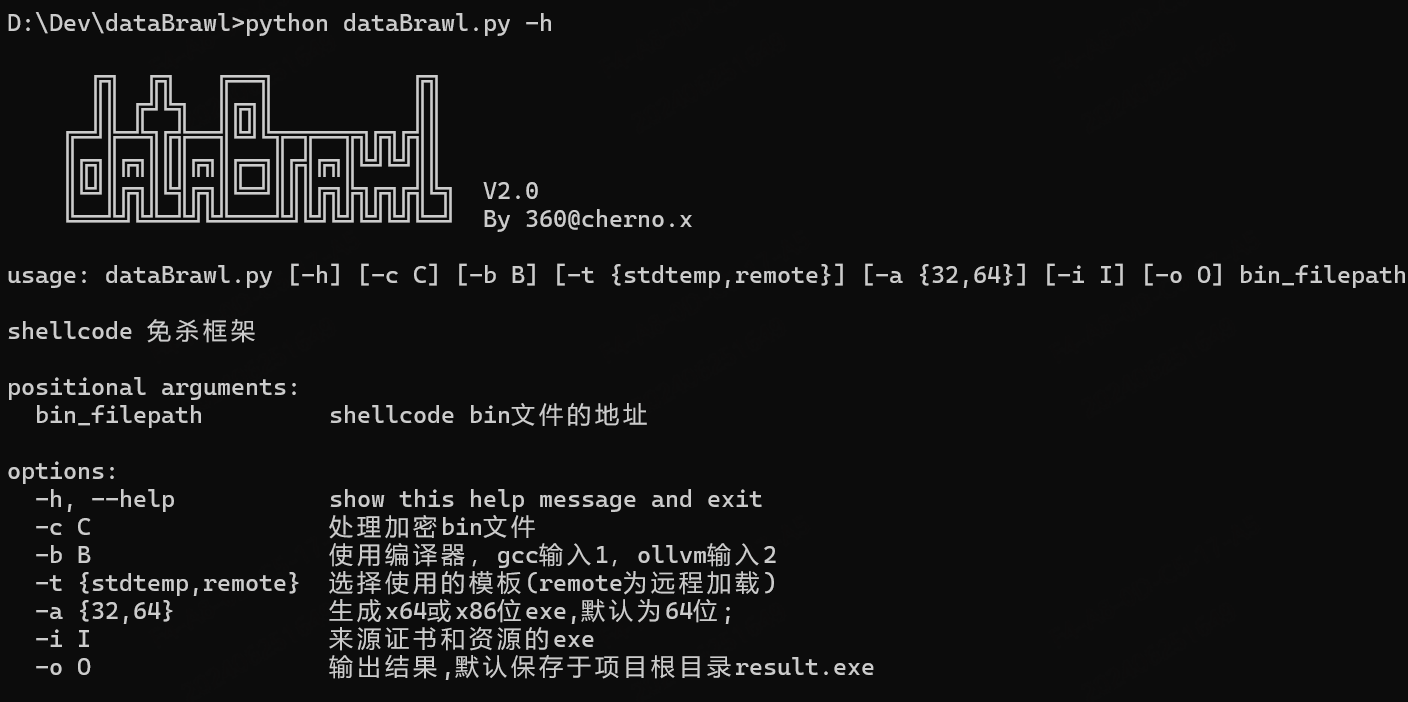 D:\Dev\dataBrawl>python dataBrawl.py -h
dataBrawl
V2.0
By 360@cherno.x
usage: dataBrawl.py [-h] [-c C] [-b B] [-t {stdtemp,remote}] [-a {32,64}] [-i I] [-o O] bin_filepath
shellcode 免杀框架
positional arguments:
bin_filepath shellcode bin文件的地址
options:
-h, --help show this help message and exit
-c C 处理加密bin文件
-b B 使用编译器, gcc输入1, ollvm输入2
-t {stdtemp,remote} 选择使用的模板(remote为远程加载)
-a {32,64} 生成x64或x86位exe,默认为64位;
-i I 来源证书和资源的exe
-o O 输出结果,默认保存于项目根目录result.exe